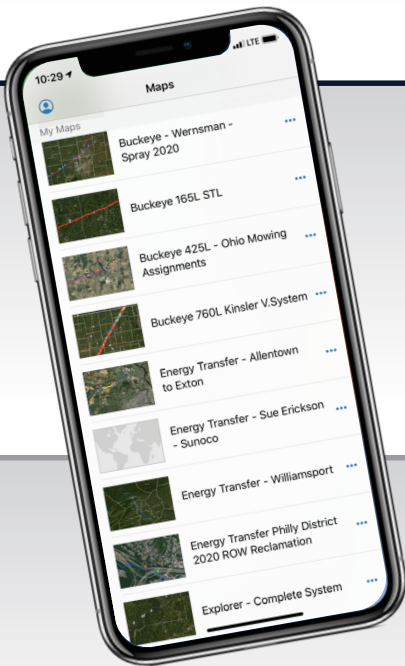 10:29
LTE
Maps
My Maps
Buckeye - Wernsman -
Spray 2020
Buckeye 165L STL
Buckeye 425L - Ohio Mowing
Assignments
Buckeye 760L Kinsler V.System
Energy Transfer - Allentown
to Exton
Energy Transfer - Sue Erickson
- Sunoco
Energy Transfer - Williamsport
Energy Transfer Philly District
2020 ROW Reclamation
Explorer - Complete System